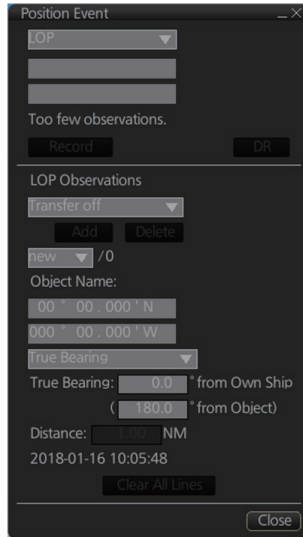 Position Event
LOP
Too few observations.
Record DR
LOP Observations
Transfer off
Add Delete
new /0
Object Name:
00 ° 00 . 000 ' N
000 ° 00 . 000 ' W
True Bearing
True Bearing: 0.0 ° from Own Ship
( 180.0 ° from Object)
Distance: 1.00 NM
2018-01-16 10:05:48
Clear All Lines
Close